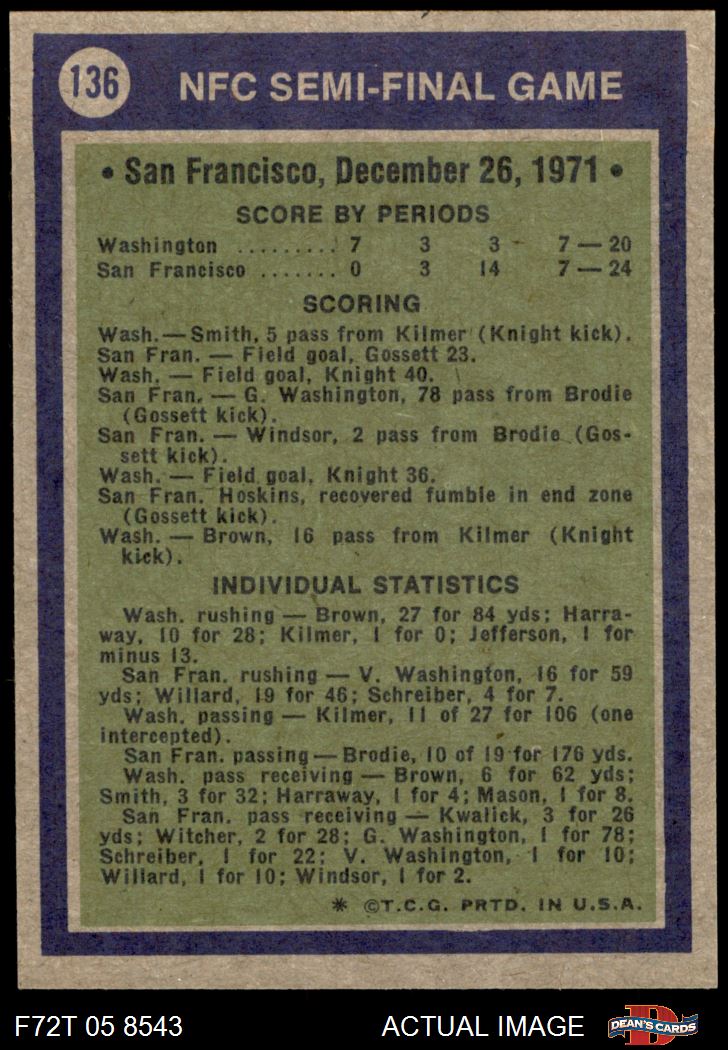 136
NFC SEMI-FINAL GAME
• San Francisco, December 26, 1971 •
SCORE BY PERIODS
Washington .......... 7 3 3 7 — 20
San Francisco ....... 0 3 14 7 — 24
SCORING
Wash. — Smith, 5 pass from Kilmer (Knight kick).
San Fran. — Field goal, Gossett 23.
Wash. — Field goal, Knight 40.
San Fran. — G. Washington, 78 pass from Brodie
(Gossett kick).
San Fran. — Windsor, 2 pass from Brodie (Gos-
sett kick).
Wash. — Field goal, Knight 36.
San Fran. Hoskins, recovered fumble in end zone
(Gossett kick).
Wash. — Brown, 16 pass from Kilmer (Knight
kick).
INDIVIDUAL STATISTICS
Wash. rushing — Brown, 27 for 84 yds; Harra-
way, 10 for 28; Kilmer, 1 for 0; Jefferson, 1 for
minus 13.
San Fran. rushing — V. Washington, 16 for 59
yds; Willard, 19 for 46; Schreiber, 4 for 7.
Wash. passing — Kilmer, 11 of 27 for 106 (one
intercepted).
San Fran. passing — Brodie, 10 of 19 for 176 yds.
Wash. pass receiving — Brown, 6 for 62 yds;
Smith, 3 for 32; Harraway, 1 for 4; Mason, 1 for 8.
San Fran. pass receiving — Kwalick, 3 for 26
yds; Witcher, 2 for 28; G. Washington, 1 for 78;
Schreiber, 1 for 22; V. Washington, 1 for 10;
Willard, 1 for 10; Windsor, 1 for 2.
* ©T.C.G. PRTD. IN U.S.A.
F72T 05 8543
ACTUAL IMAGE
D
DEAN'S CARDS